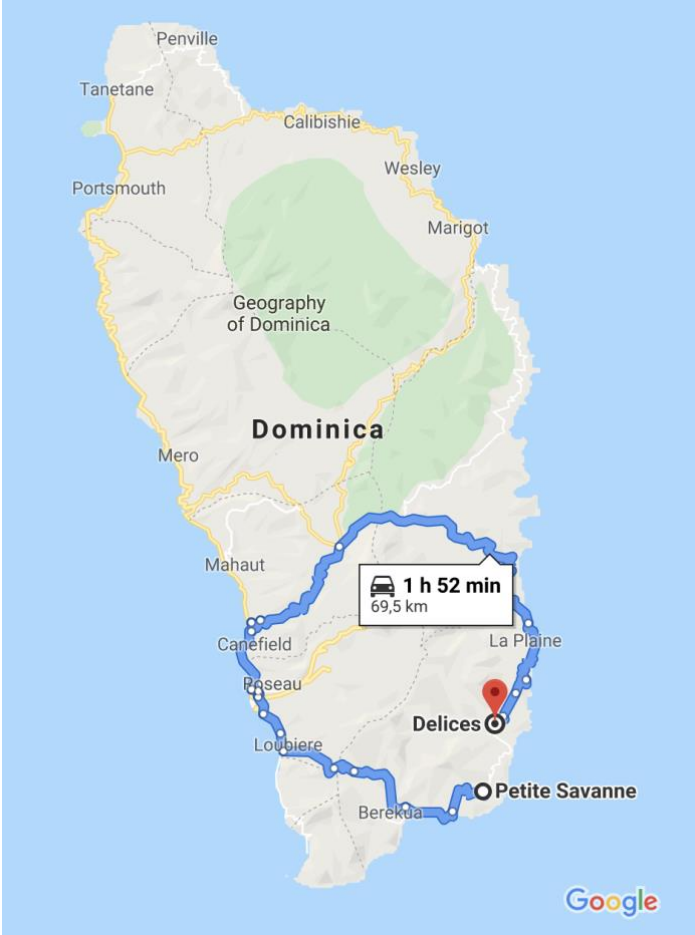 Penville
Tanetane
Calibishie
Wesley
Portsmouth
Marigot
Geography
of Dominica
Dominica
Mero
Mahaut
1 h 52 min
69,5 km
Canefield
La Plaine
Roseau
Delices
Loubiere
Petite Savanne
Berekua
Google